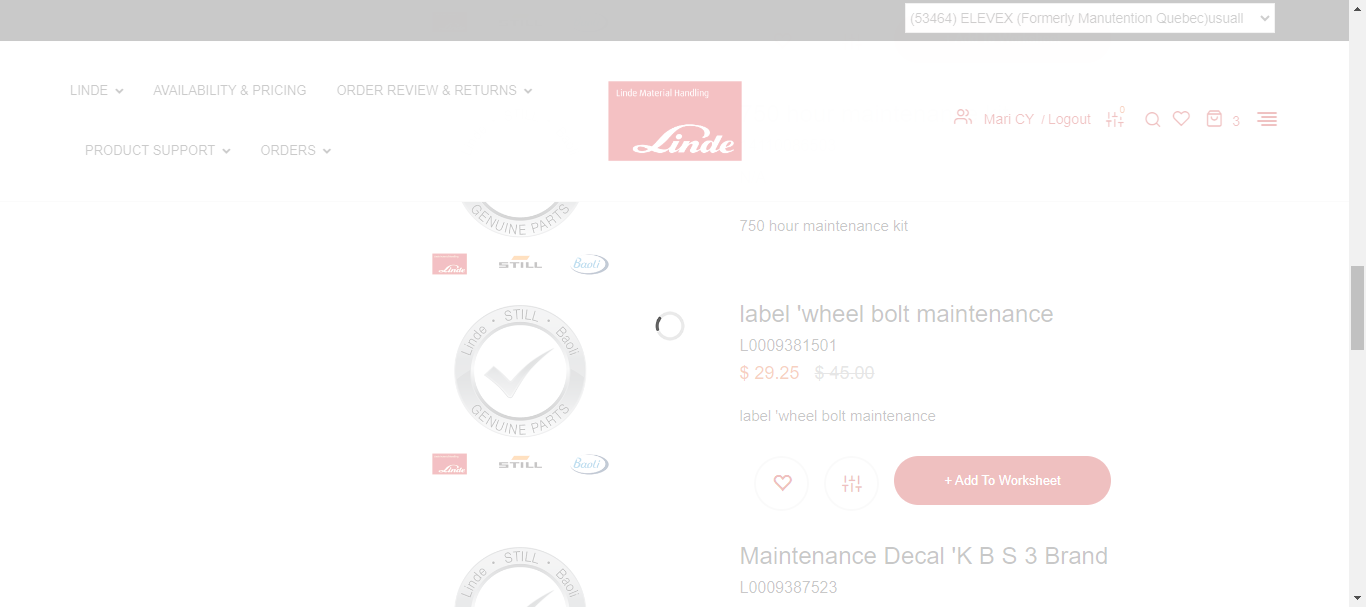 (53464) ELEVEX (Formerly Manutention Quebec)usuall
LINDE
AVAILABILITY & PRICING
ORDER REVIEW & RETURNS
PRODUCT SUPPORT
ORDERS
Linde Material Handling
Linde
Mari CY / Logout
0
3
GENUINE PARTS
Linde STILL Baoli
750 hour maintenance kit
Linde • STILL • Baoli
GENUINE PARTS
Linde STILL Baoli
label 'wheel bolt maintenance
L0009381501
$ 29.25 $ 45.00
label 'wheel bolt maintenance
+ Add To Worksheet
Linde • STILL • Baoli
Maintenance Decal 'K B S 3 Brand
L0009387523